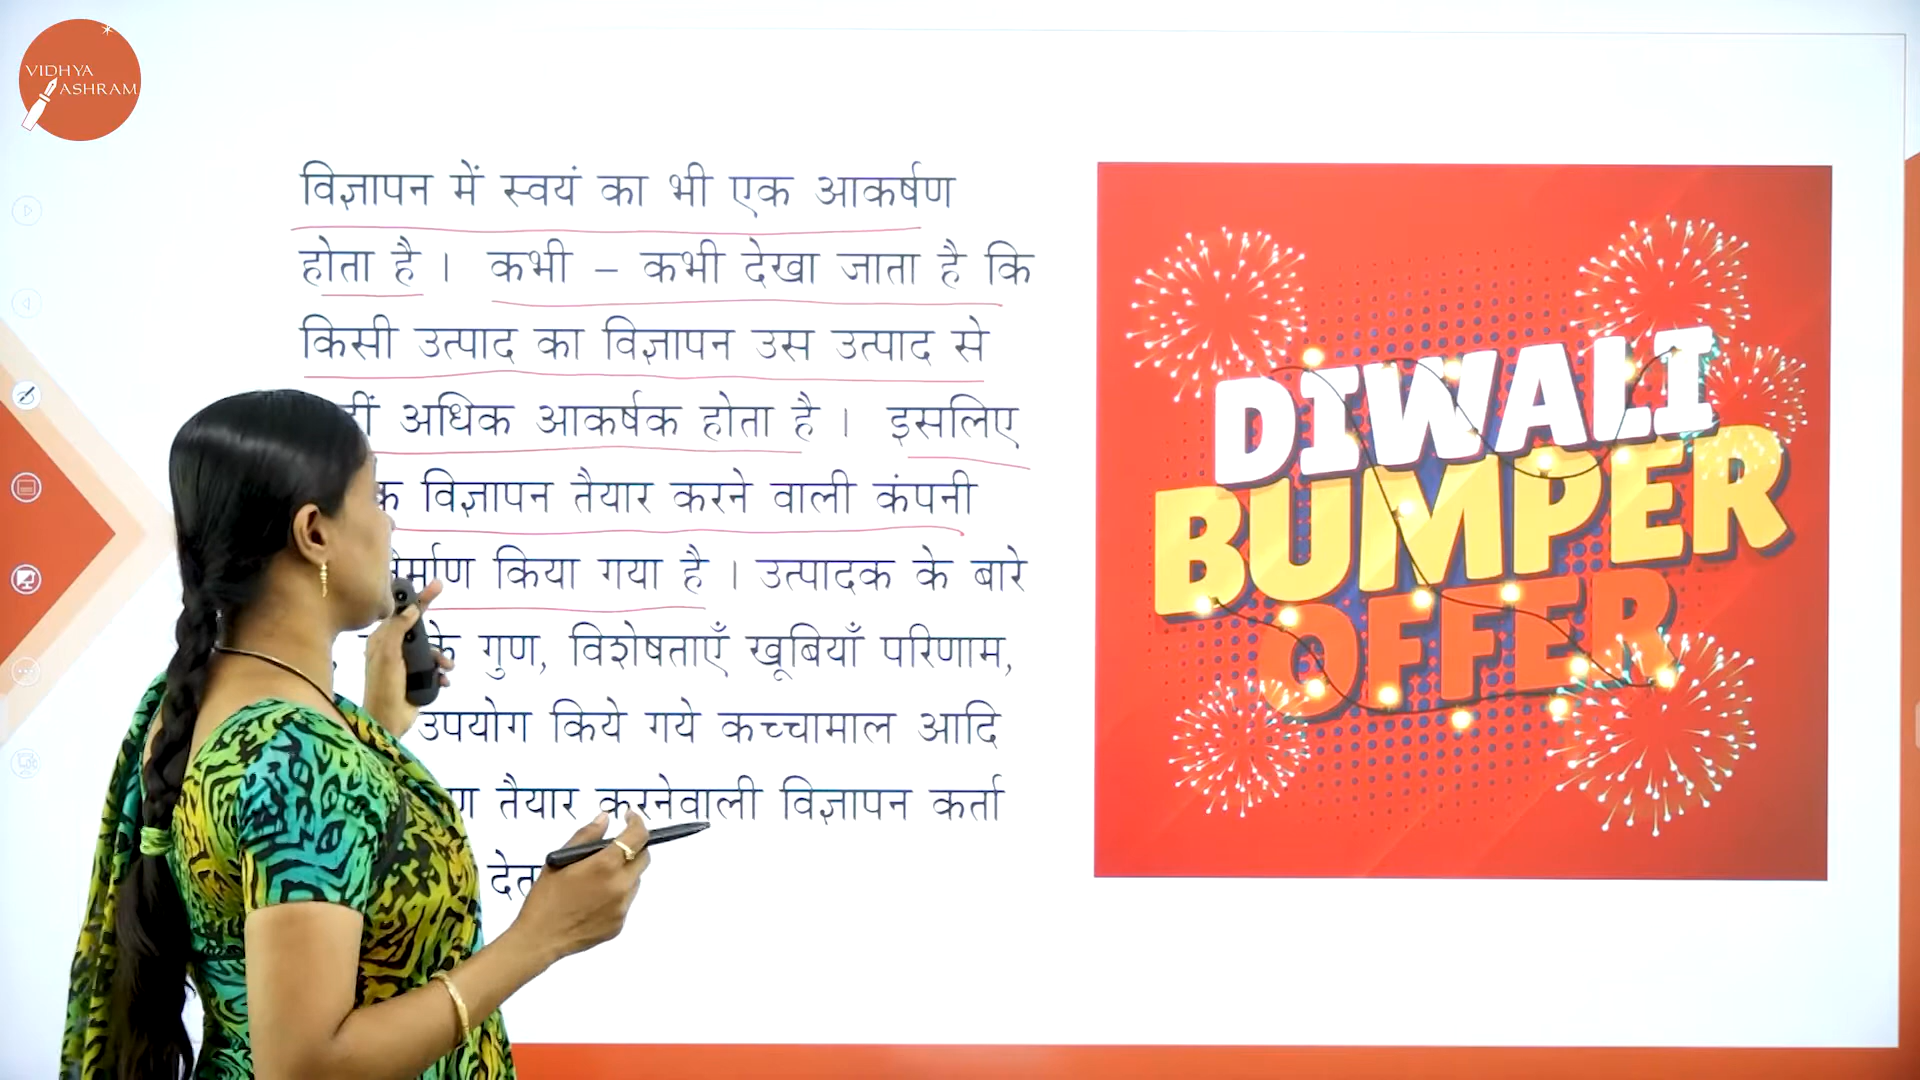 VIDHYA
ASHRAM
विज्ञापन में स्वयं का भी एक आकर्षण
होता है । कभी – कभी देखा जाता है कि
किसी उत्पाद का विज्ञापन उस उत्पाद से
अधिक आकर्षक होता है । इसलिए
विज्ञापन तैयार करने वाली कंपनी
किया गया है । उत्पादक के बारे
गुण, विशेषताएँ खूबियाँ परिणाम,
उपयोग किये गये कच्चामाल आदि
तैयार करनेवाली विज्ञापन कर्ता
DIWALI
BUMPER
OFFER